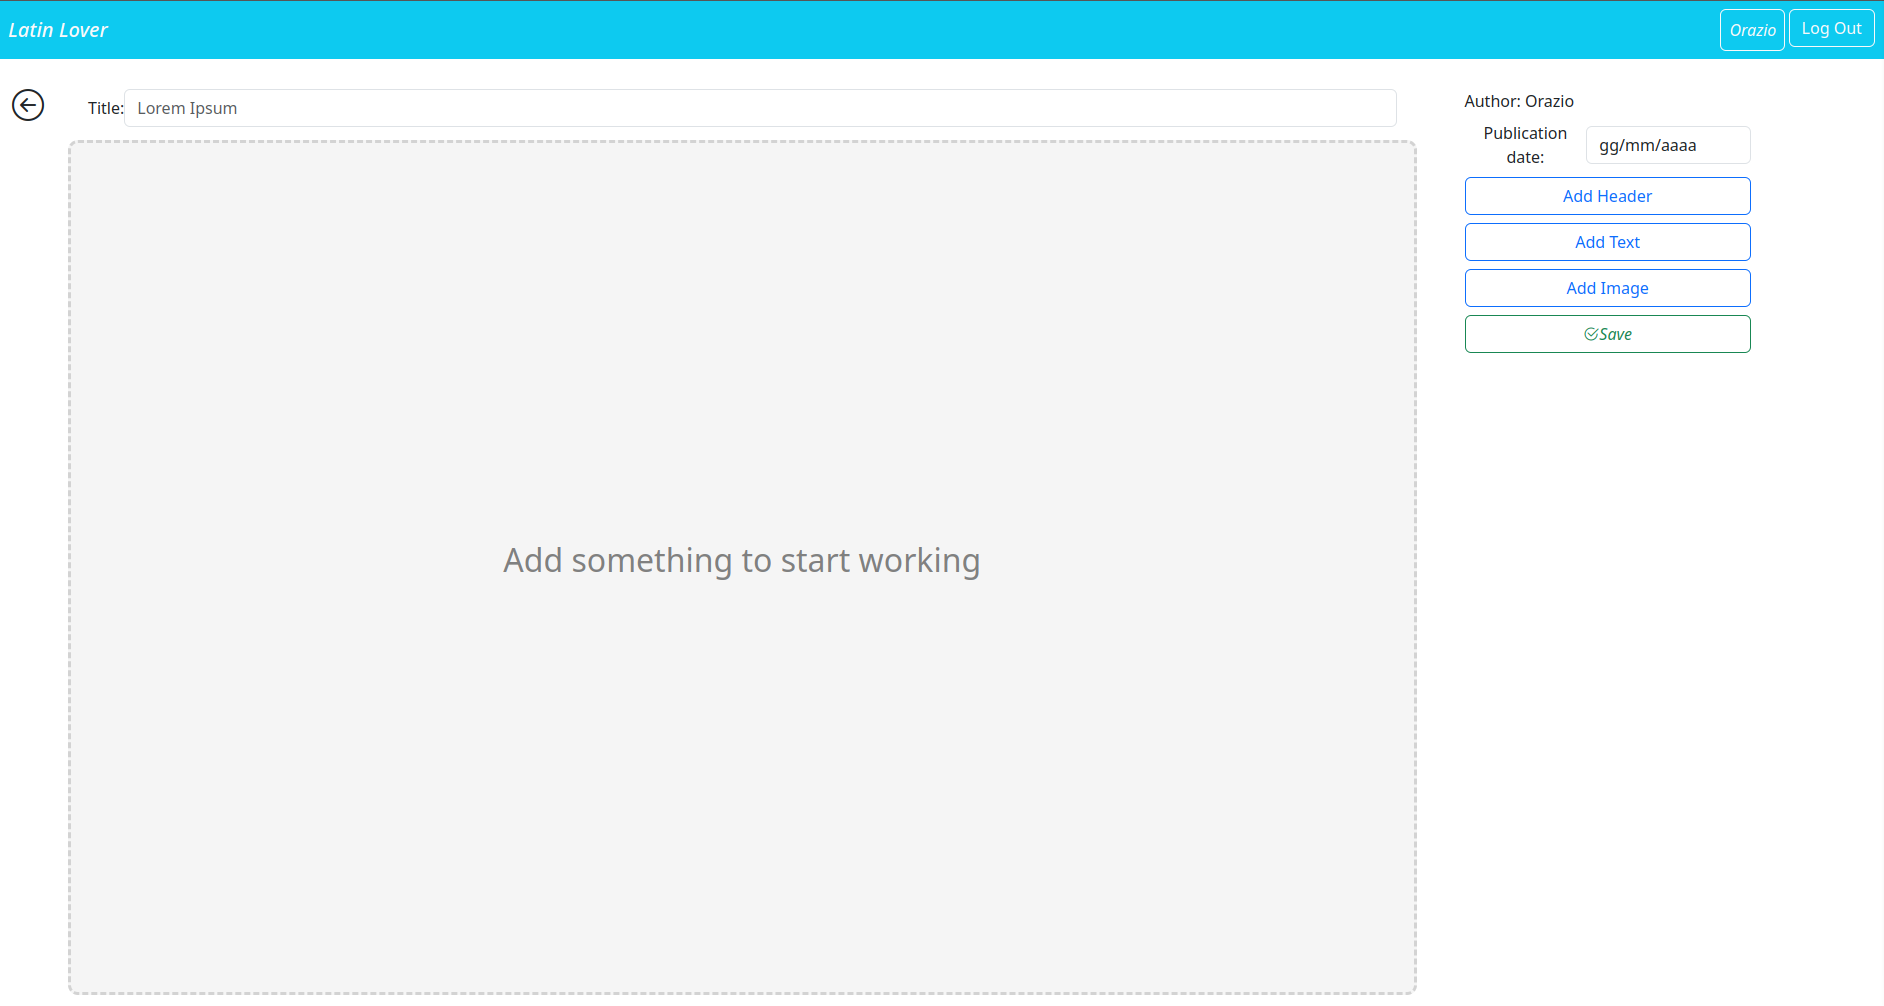 Latin Lover
Orazio
Log Out
Title:
Lorem Ipsum
Author: Orazio
Publication
date:
gg/mm/aaaa
Add Header
Add Text
Add Image
Save
Add something to start working